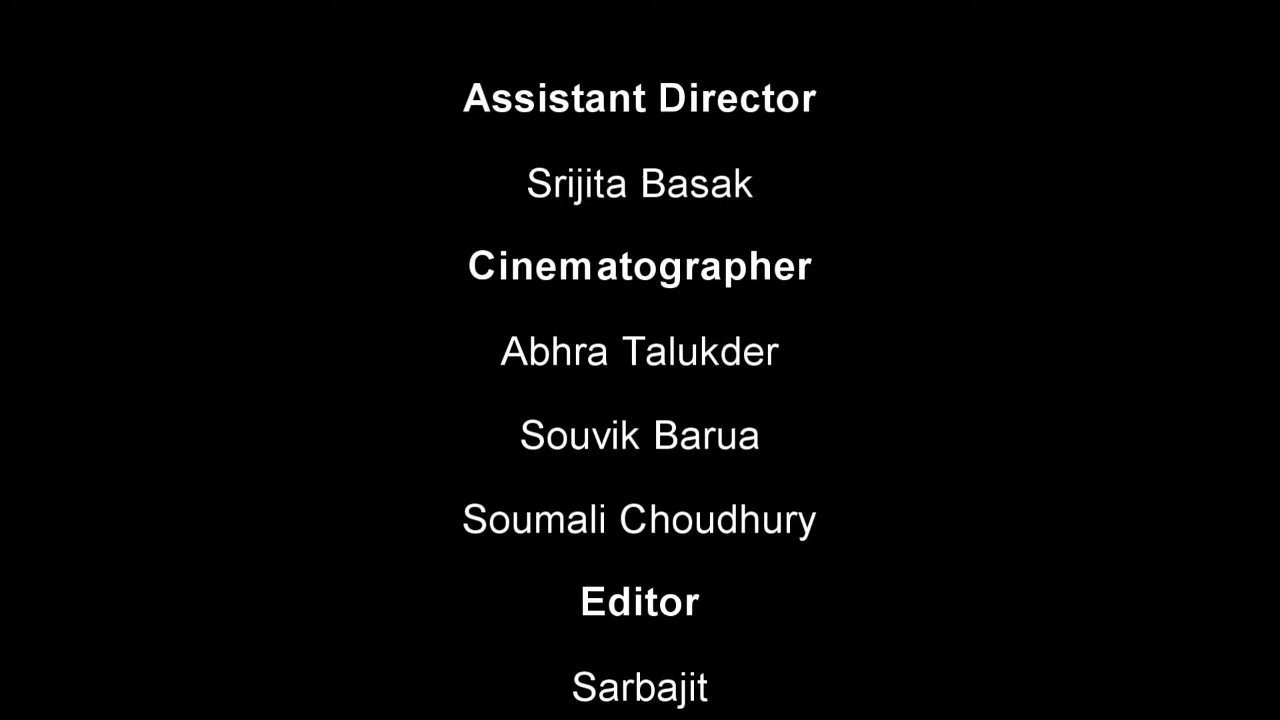 Assistant Director
Srijita Basak
Cinematographer
Abhra Talukder
Souvik Barua
Soumali Choudhury
Editor
Sarbajit